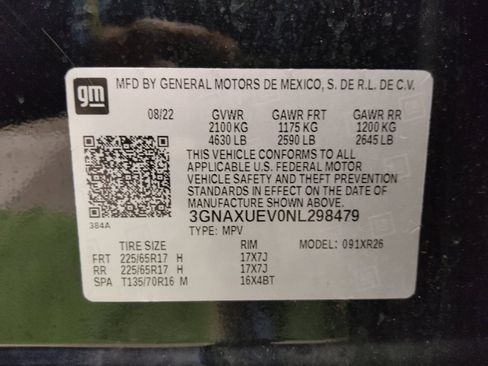 gm
MFD BY GENERAL MOTORS DE MEXICO, S. DE R.L. DE C.V.
08/22 GVWR GAWR FRT GAWR RR
2100 KG 1175 KG 1200 KG
4630 LB 2590 LB 2645 LB
THIS VEHICLE CONFORMS TO ALL
APPLICABLE U.S. FEDERAL MOTOR
VEHICLE SAFETY AND THEFT PREVENTION
STANDARDS IN EFFECT ON THE DATE OF
MANUFACTURE SHOWN ABOVE.
384A 3GNAXUEV0NL298479
TYPE: MPV
TIRE SIZE RIM MODEL: 091XR26
FRT 225/65R17 H 17X7J
RR 225/65R17 H 17X7J
SPA T135/70R16 M 16X4BT